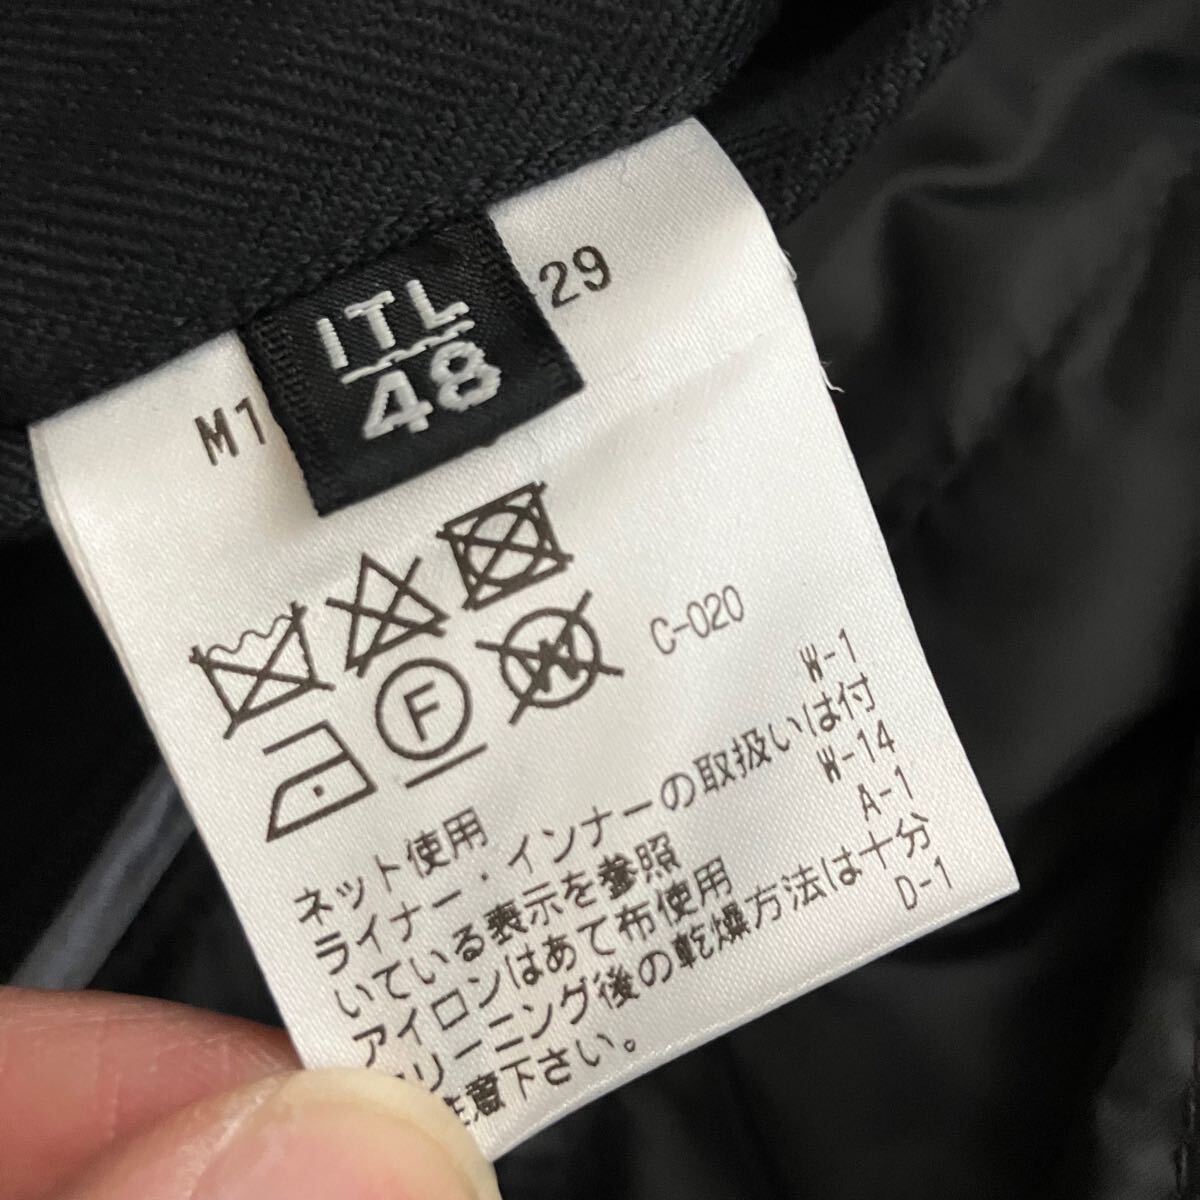 ITL
48
M1
29
F
W
C-020
W-1
ネット使用
ライナー・インナーの取扱いは付
W-14
いている表示を参照
A-1
アイロンはあて布使用
D-1
リーニング後の乾燥方法は十分
意下さい。